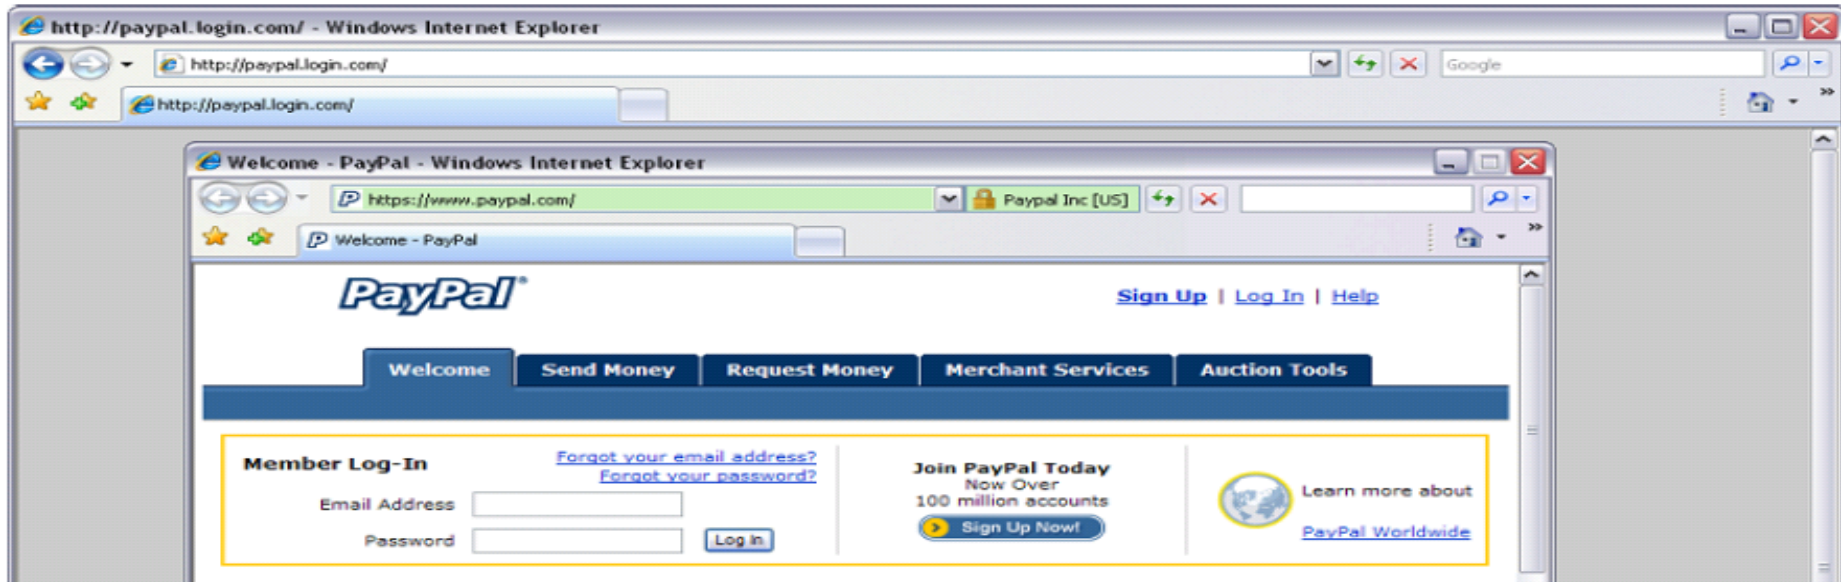 http://paypal.login.com/ - Windows Internet Explorer
http://paypal.login.com/ Google
http://paypal.login.com/
Welcome - PayPal - Windows Internet Explorer
https://www.paypal.com/ Paypal Inc [US]
Welcome - PayPal
PayPal®
Sign Up | Log In | Help
Welcome Send Money Request Money Merchant Services Auction Tools
Member Log-In
Forgot your email address?
Forgot your password?
Email Address
Password Log In
Join PayPal Today
Now Over
100 million accounts
Sign Up Now!
Learn more about
PayPal Worldwide